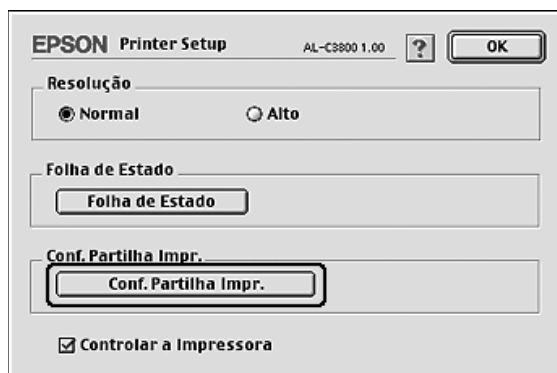 EPSON Printer Setup AL-C3800 1.00 ? OK
Resolução
Normal Alto
Folha de Estado
Folha de Estado
Conf. Partilha Impr.
Conf. Partilha Impr.
Controlar a Impressora